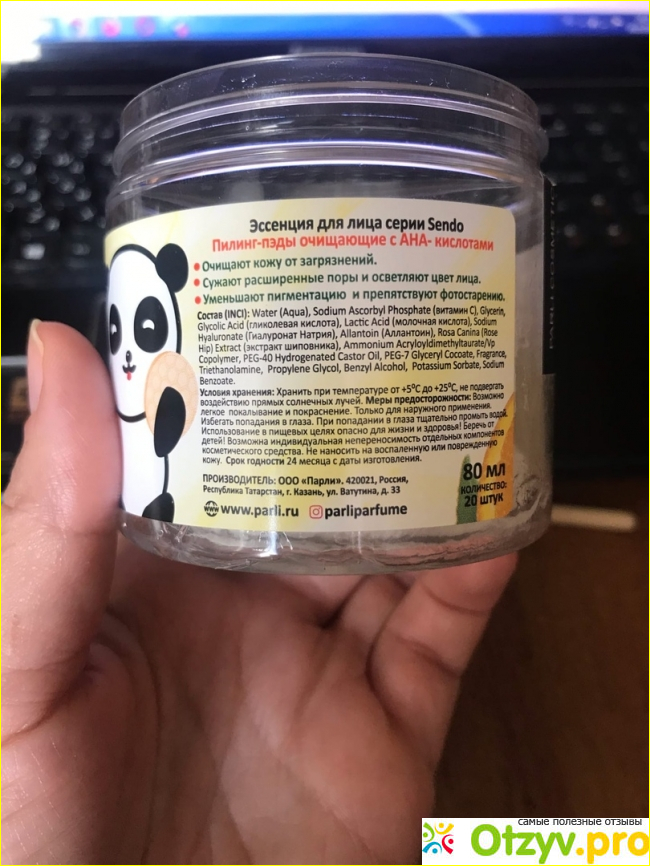 Эссенция для лица серии Sendo
Пилинг-пэды очищающие с АНА- кислотами
• Очищают кожу от загрязнений.
• Сужают расширенные поры и осветляют цвет лица.
• Уменьшают пигментацию и препятствуют фотостарению.
Состав (INCI): Water (Aqua), Sodium Ascorbyl Phosphate (витамин С), Glycerin,
Glycolic Acid (гликолевая кислота), Lactic Acid (молочная кислота), Sodium
Hyaluronate (Гиалуронат Натрия), Allantoin (Аллантоин), Rosa Canina (Rose
Hip) Extract (экстракт шиповника), Ammonium Acryloyldimethyltaurate/Vp
Copolymer, PEG-40 Hydrogenated Castor Oil, PEG-7 Glyceryl Cocoate, Fragrance,
Triethanolamine, Propylene Glycol, Benzyl Alcohol, Potassium Sorbate, Sodium
Benzoate.
Условия хранения: Хранить при температуре от +5°С до +25°С, не подвергать
воздействию прямых солнечных лучей. Меры предосторожности: Возможно
легкое покалывание и покраснение. Только для наружного применения.
Избегать попадания в глаза. При попадании в глаза тщательно промыть водой.
Использование в пищевых целях опасно для жизни и здоровья! Беречь от
детей! Возможна индивидуальная непереносимость отдельных компонентов
косметического средства. Не наносить на воспаленную или поврежденную
кожу. Срок годности 24 месяца с даты изготовления.
ПРОИЗВОДИТЕЛЬ: ООО «Парли». 420021, Россия,
Республика Татарстан, г. Казань, ул. Ватутина, д. 33
www.parli.ru parliparfume
80 мл
КОЛИЧЕСТВО:
20 штук
самые полезные отзывы
Otzyv.pro